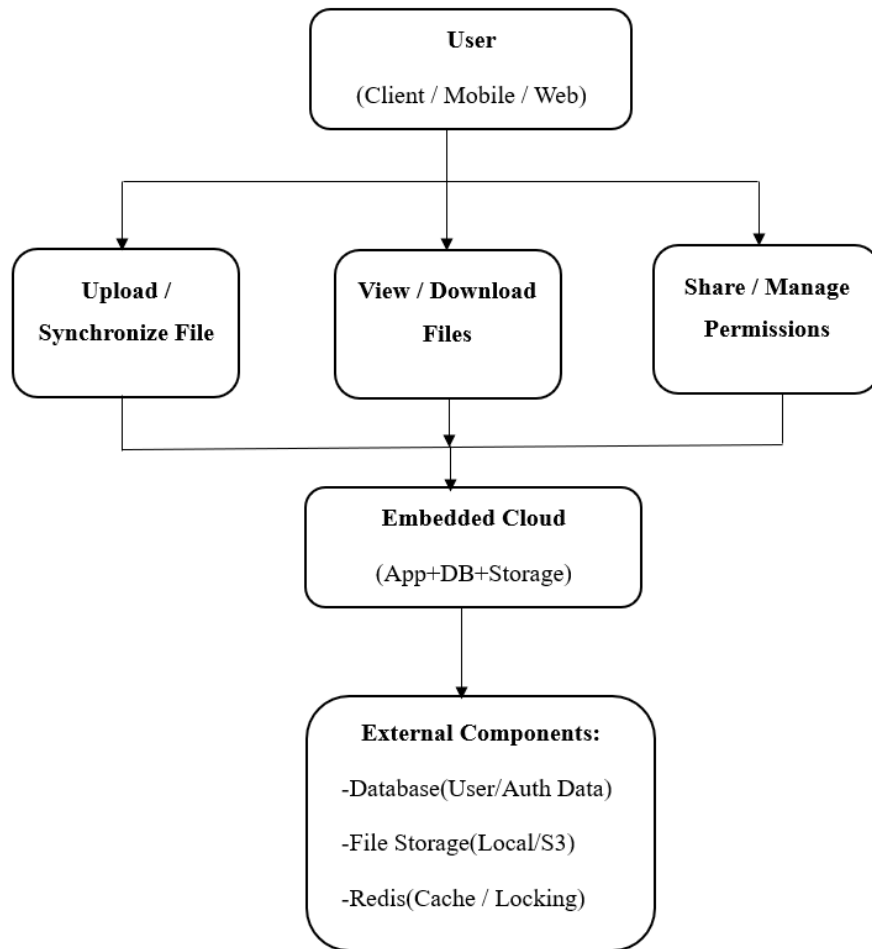 User
(Client / Mobile / Web)
Upload /
Synchronize File
View / Download
Files
Share / Manage
Permissions
Embedded Cloud
(App+DB+Storage)
External Components:
-Database(User/Auth Data)
-File Storage(Local/S3)
-Redis(Cache / Locking)